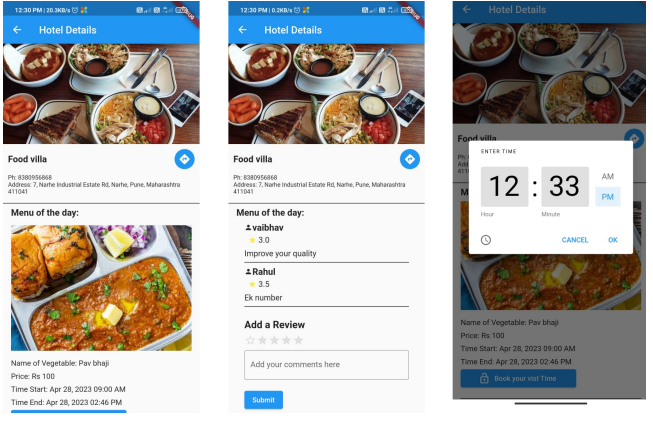 12:30 PM | 20.3KB/s
Hotel Details
Food villa
Ph: 8380956868
Address: 7, Narhe Industrial Estate Rd, Narhe, Pune, Maharashtra
411041
Menu of the day:
Name of Vegetable: Pav bhaji
Price: Rs 100
Time Start: Apr 28, 2023 09:00 AM
Time End: Apr 28, 2023 02:46 PM
12:30 PM | 0.2KB/s
Hotel Details
Food villa
Ph: 8380956868
Address: 7, Narhe Industrial Estate Rd, Narhe, Pune, Maharashtra
411041
Menu of the day:
vaibhav
3.0
Improve your quality
Rahul
3.5
Ek number
Add a Review
Add your comments here
Submit
Hotel Details
Food villa
ENTER TIME
12 : 33
AM
PM
Hour Minute
CANCEL OK
Name of Vegetable: Pav bhaji
Price: Rs 100
Time Start: Apr 28, 2023 09:00 AM
Time End: Apr 28, 2023 02:46 PM
Book your vist Time